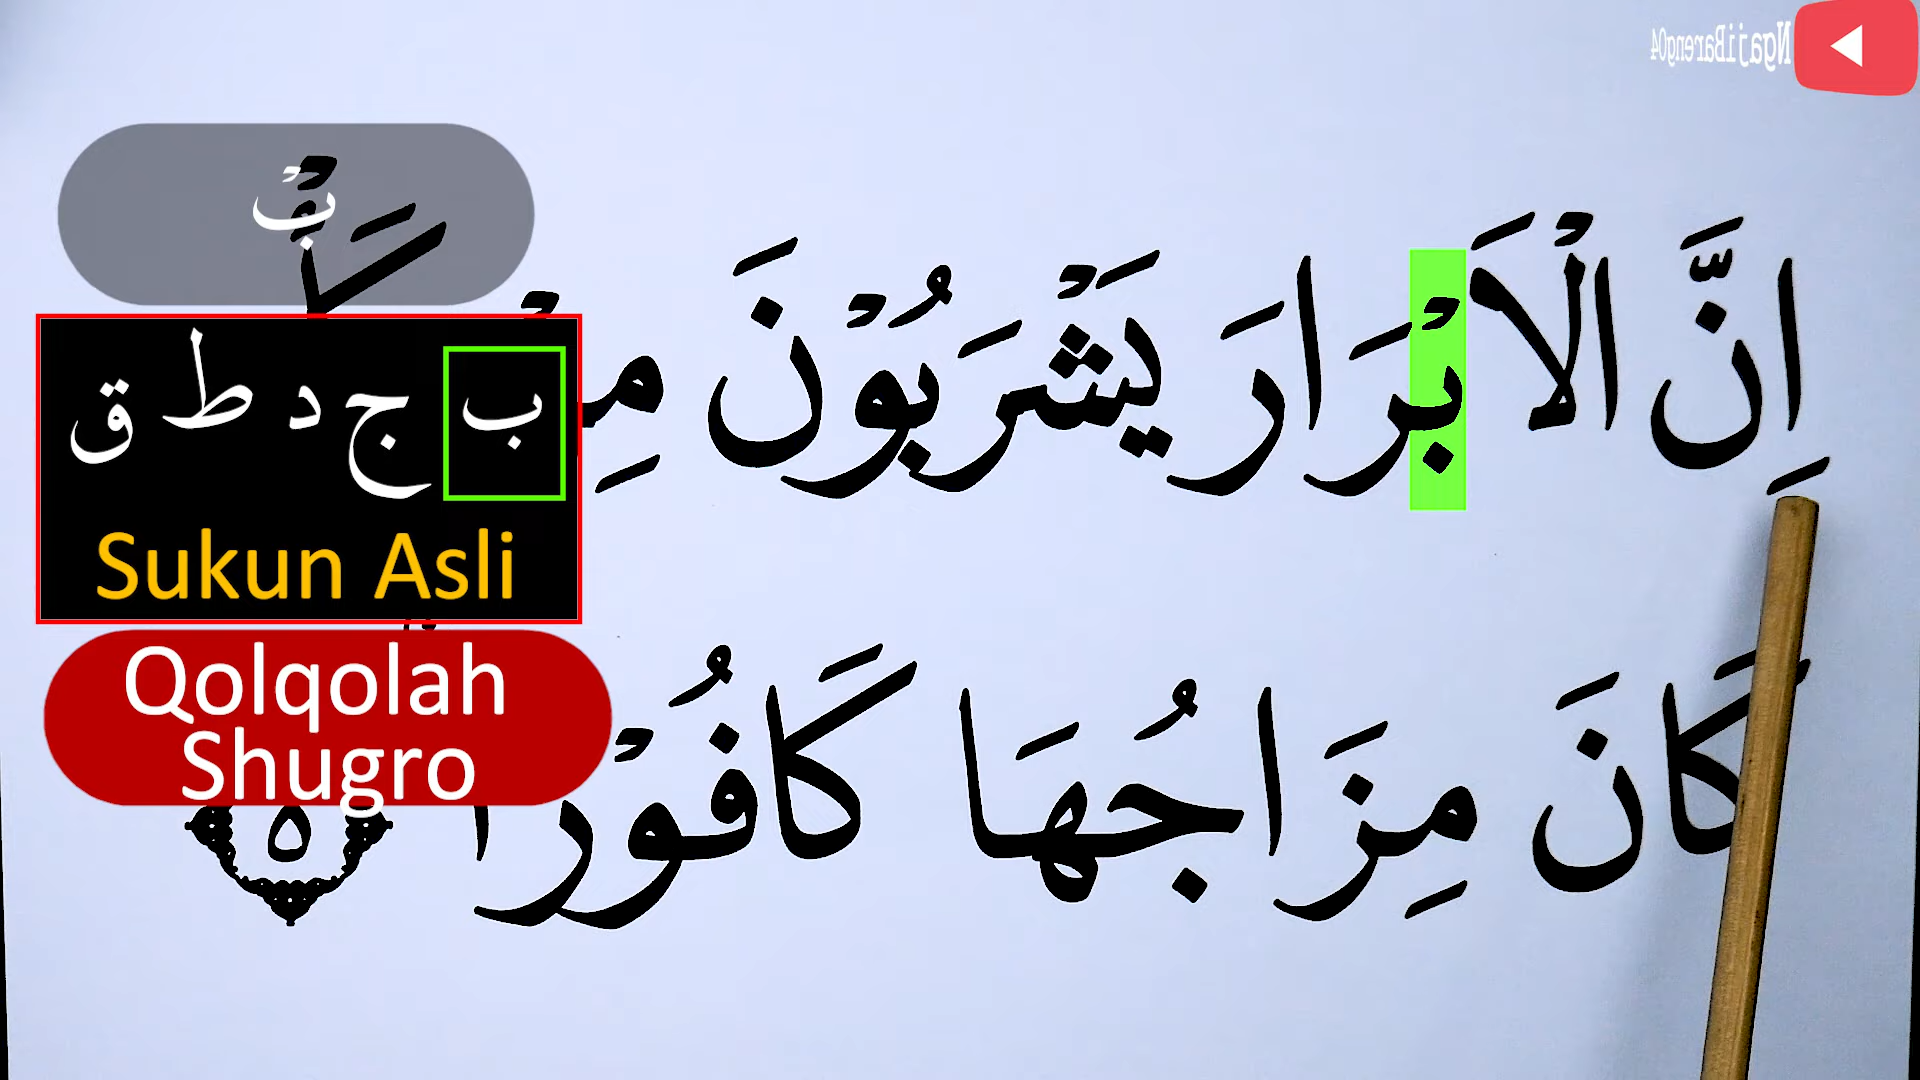 NgajiBareng04
اِنَّ الْاَبْرَارَ يَشْرَبُوْنَ مِنْ
كَانَ مِزَاجُهَا كَافُوْرًا ٥
بْ
ب ج د ط ق
Sukun Asli
Qolqolah
Shugro